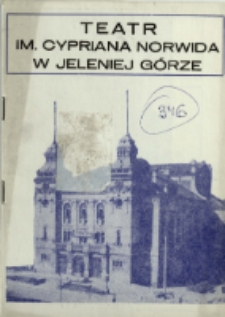 TEATR
IM. CYPRIANA NORWIDA
W JELENIEJ GÓRZE
346